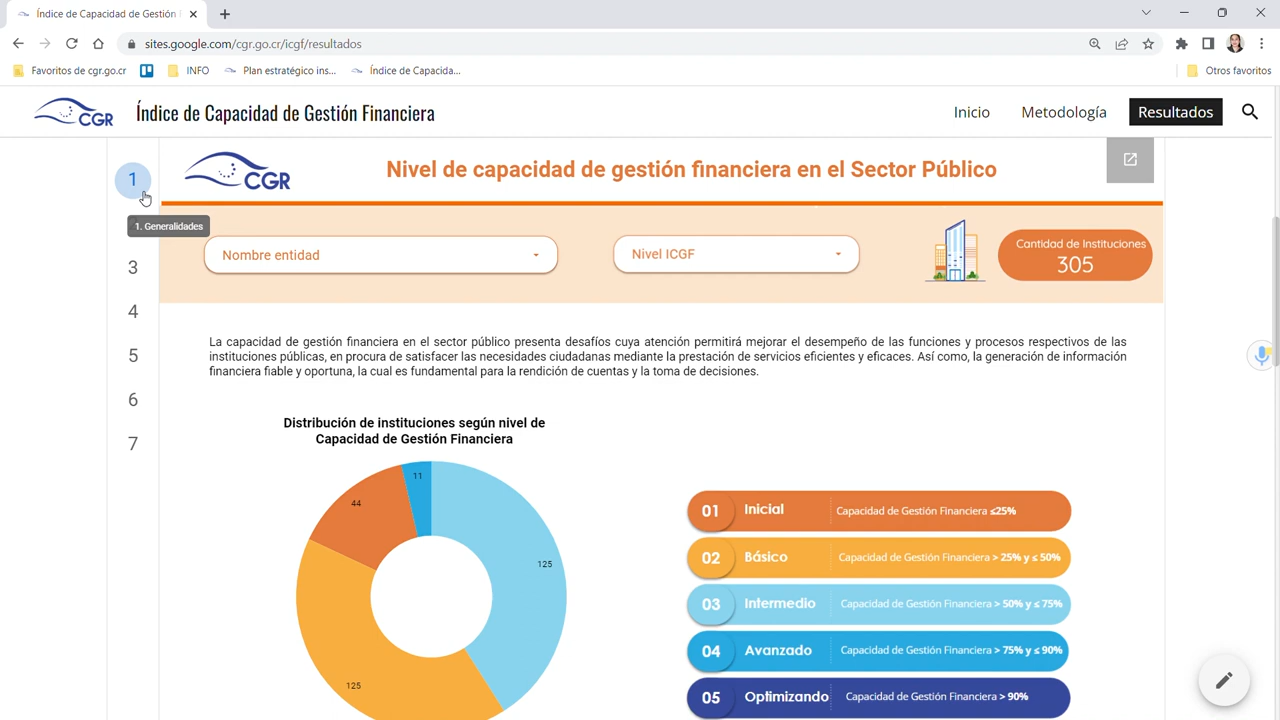 Índice de Capacidad de Gestión
sites.google.com/cgr.go.cr/icgf/resultados
Favoritos de cgr.go.cr
INFO
Plan estratégico ins...
Índice de Capacida...
Otros favoritos
CGR
Índice de Capacidad de Gestión Financiera
Inicio
Metodología
Resultados
1
1. Generalidades
3
4
5
6
7
CGR
Nivel de capacidad de gestión financiera en el Sector Público
Nombre entidad
Nivel ICGF
Cantidad de Instituciones
305
La capacidad de gestión financiera en el sector público presenta desafíos cuya atención permitirá mejorar el desempeño de las funciones y procesos respectivos de las
instituciones públicas, en procura de satisfacer las necesidades ciudadanas mediante la prestación de servicios eficientes y eficaces. Así como, la generación de información
financiera fiable y oportuna, la cual es fundamental para la rendición de cuentas y la toma de decisiones.
Distribución de instituciones según nivel de
Capacidad de Gestión Financiera
11
44
125
125
01 Inicial Capacidad de Gestión Financiera ≤25%
02 Básico Capacidad de Gestión Financiera > 25% y ≤ 50%
03 Intermedio Capacidad de Gestión Financiera > 50% y ≤ 75%
04 Avanzado Capacidad de Gestión Financiera > 75% y ≤ 90%
05 Optimizando Capacidad de Gestión Financiera > 90%